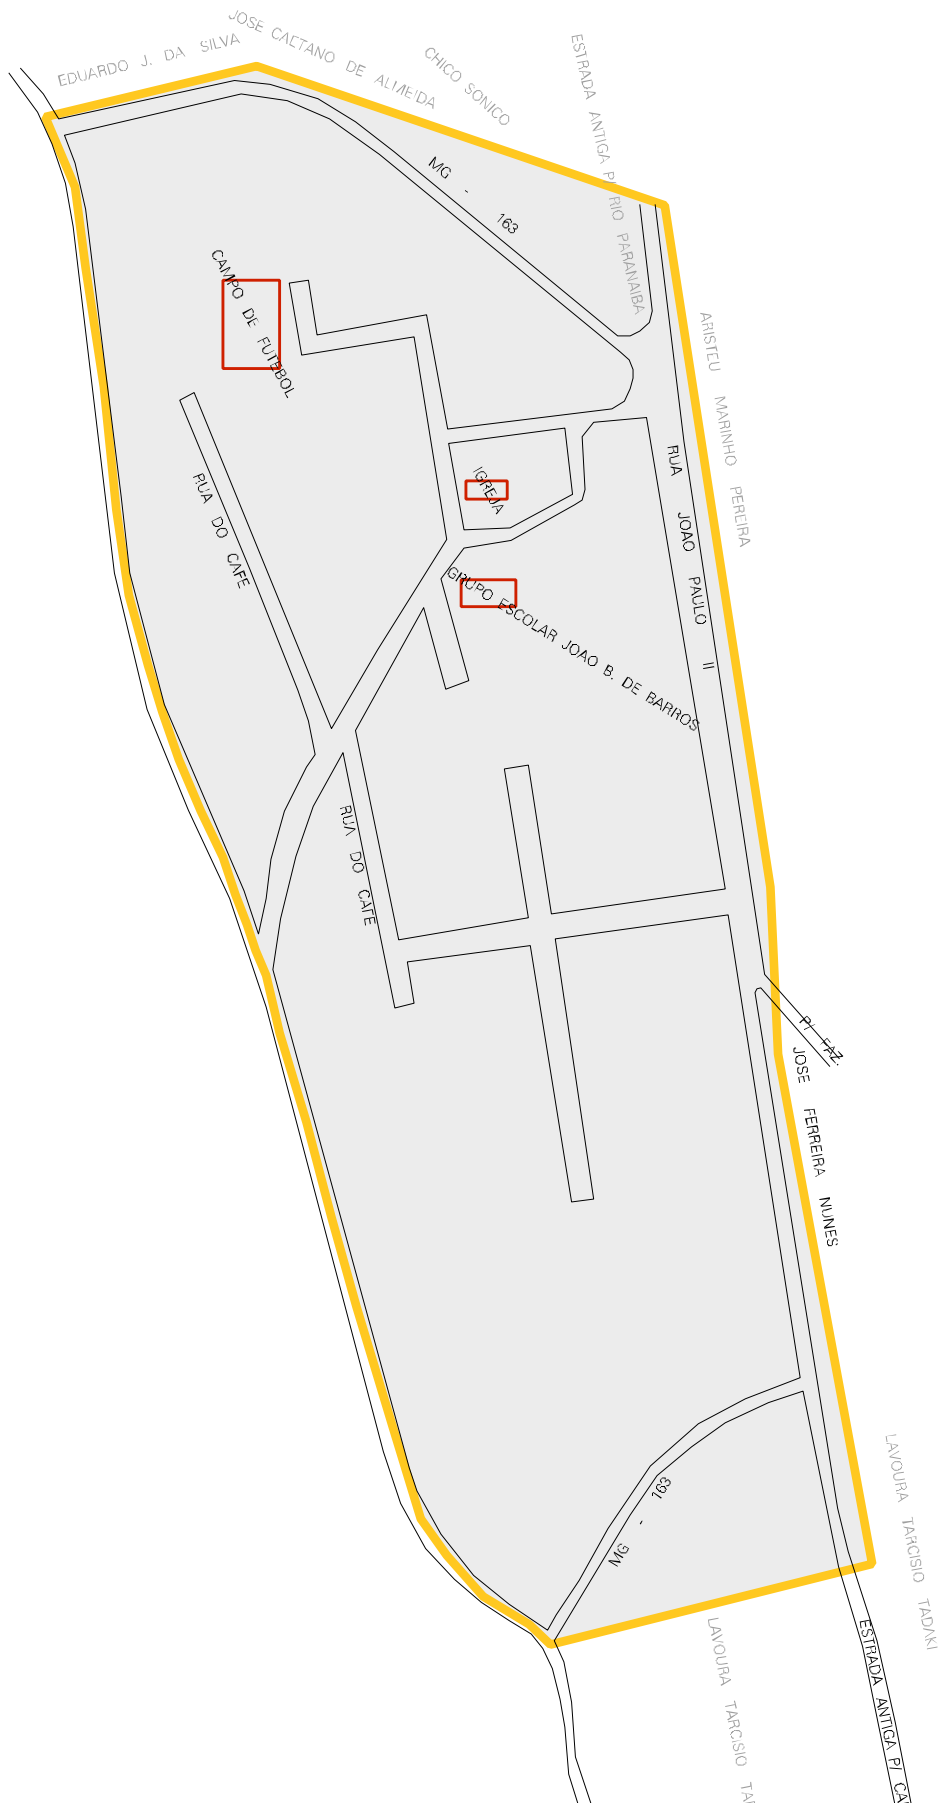 EDUARDO J. DA SILVA
JOSE CAETANO DE ALMEIDA
CHICO SONICO
ESTRADA ANTIGA P/ RIO PARANAIBA
MG - 163
CAMPO DE FUTEBOL
ARISTEU MARINHO PEREIRA
RUA DO CAFE
IGREJA
RUA JOAO PAULO II
GRUPO ESCOLAR JOAO B. DE BARROS
RUA DO CAFE
P/ FAZ.
JOSE FERREIRA NUNES
MG - 163
LAVOURA TARCISIO TADAKI
LAVOURA TARCISIO
ESTRADA ANTIGA P/